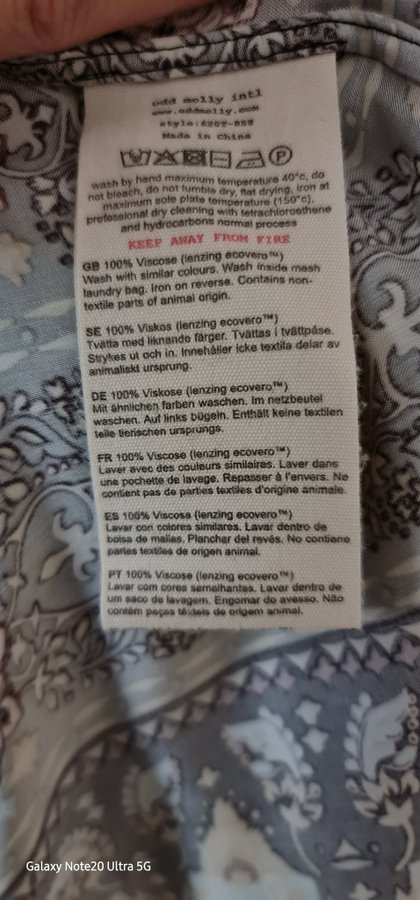 odd molly intl
www.oddmolly.com
Made in China
wash by hand maximum temperature 40°c, do
not bleach, do not tumble dry, flat drying, iron at
maximum sole plate temperature (150°c),
professional dry cleaning with tetrachloroethene
and hydrocarbons normal process
KEEP AWAY FROM FIRE
GB 100% Viscose (lenzing ecovero™)
Wash with similar colours. Wash inside mesh
laundry bag. Iron on reverse. Contains non-
textile parts of animal origin.
SE 100% Viskos (lenzing ecovero™)
Tvätta med liknande färger. Tvättas i tvättpåse.
Strykes ut och in. Innehåller icke textila delar av
animaliskt ursprung.
DE 100% Viskose (lenzing ecovero™)
Mit ähnlichen farben waschen. Im netzbeutel
waschen. Auf links bügeln. Enthält keine textilen
teile tierischen ursprungs.
FR 100% Viscose (lenzing ecovero™)
Laver avec des couleurs similaires. Laver dans
une pochette de lavage. Repasser à l'envers. Ne
contient pas de parties textiles d'origine animale.
ES 100% Viscosa (lenzing ecovero™)
Lavar con colores similares. Lavar dentro de
bolsa de mallas. Planchar del revés. No contiene
partes textiles de origen animal.
PT 100% Viscose (lenzing ecovero™)
Lavar com cores semelhantes. Lavar dentro de
um saco de lavagem. Engomar do avesso. Não
contém peças têxteis de origem animal.
Galaxy Note20 Ultra 5G